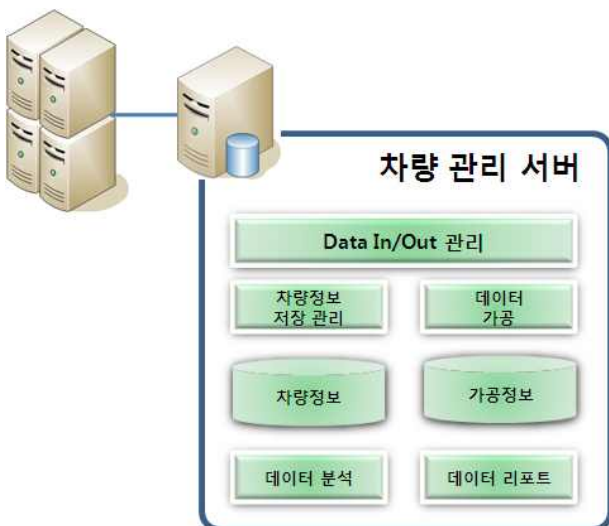 차량 관리 서버
Data In/Out 관리
차량정보
저장 관리
데이터
가공
차량정보
가공정보
데이터 분석
데이터 리포트